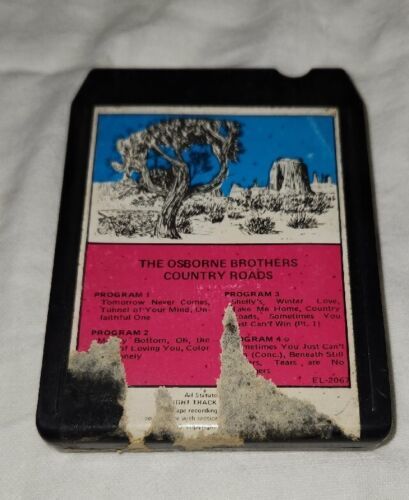 THE OSBORNE BROTHERS
COUNTRY ROADS
PROGRAM 1
Tomorrow Never Comes,
Tunnel of Your Mind, Un-
faithful One
PROGRAM 2
Bottom, Oh, the
of Loving You, Color
PROGRAM 3
Shelly's, Winter Love,
Take Me Home, Country
Roads, Sometimes You
Just Can't Win (Pt. 1)
PROGRAM 4
Sometimes You Just Can't
(Conc.), Beneath Still
Tears, are No
EL-2067